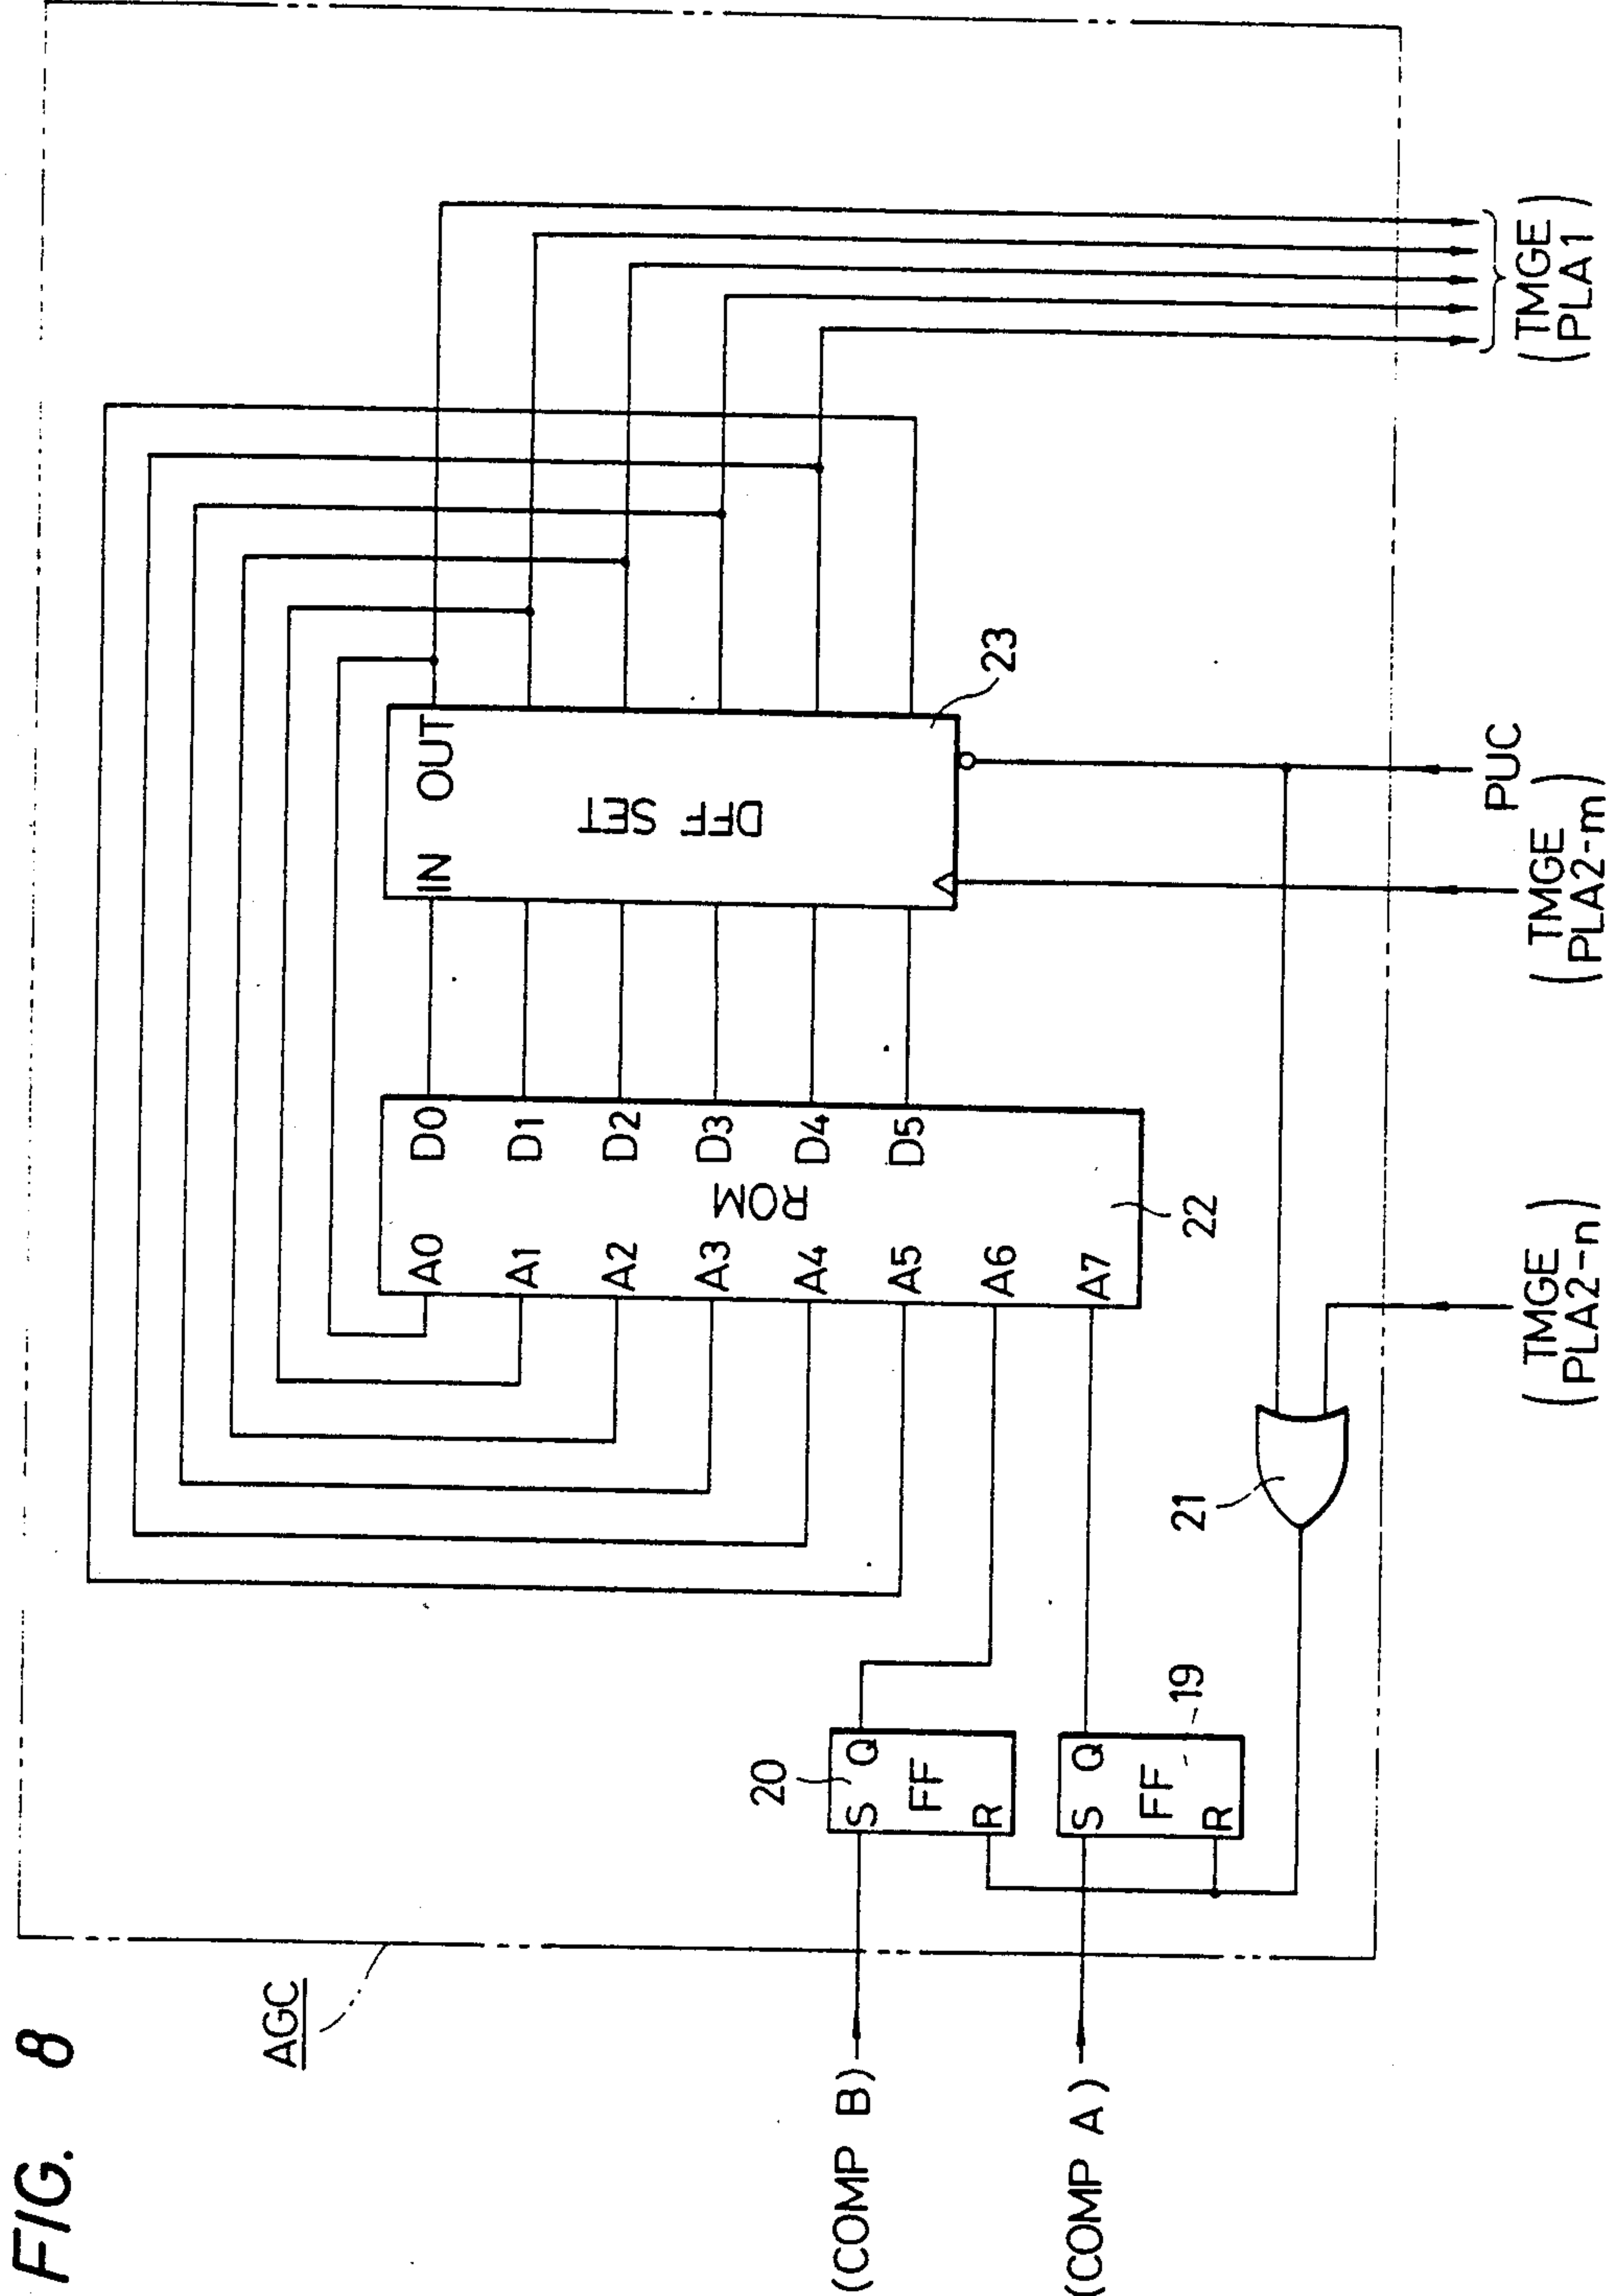 FIG. 8
AGC
(COMP B)
(COMP A)
20
S Q
FF
R
S Q
FF
R
19
21
A0 D0
A1 D1
A2 D2
A3 D3
A4 D4
A5 D5
A6
A7
ROM
22
IN OUT
DFF SET
23
(TMGE
PLA2-n)
(TMGE
PLA2-m)
PUC
(TMGE
PLA1)